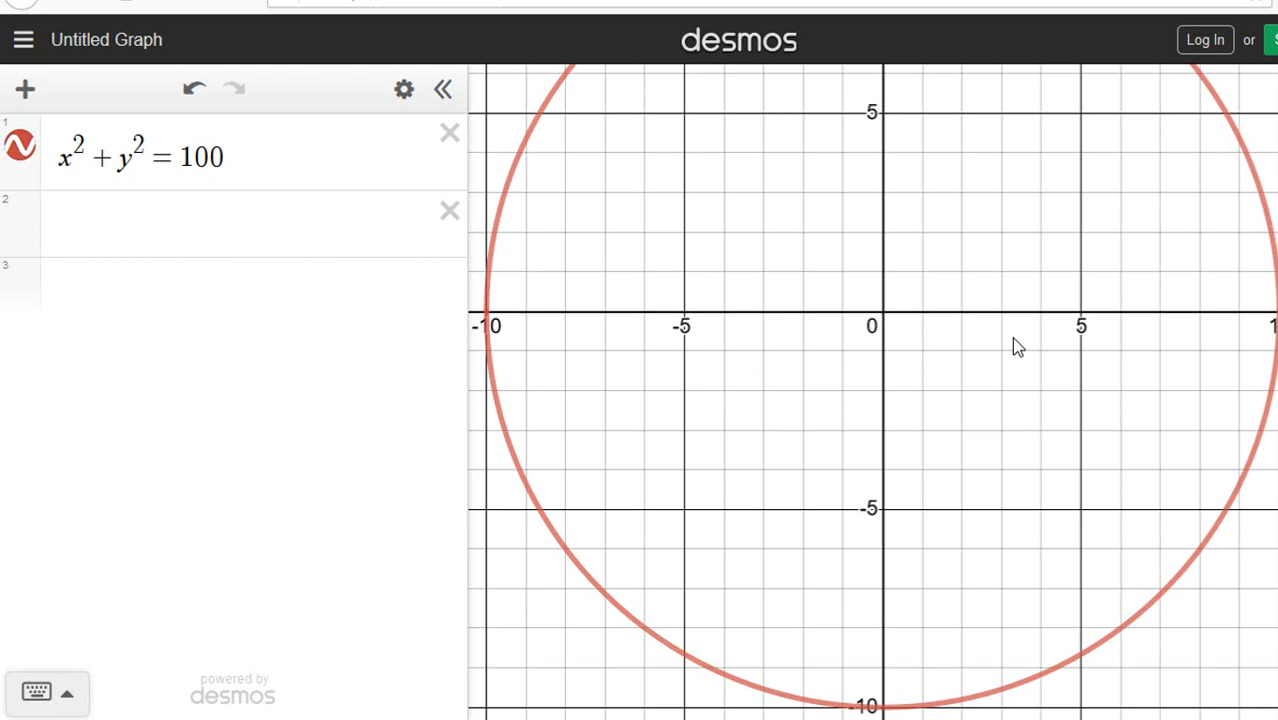 Untitled Graph
desmos
Log In or
1
x² + y² = 100
2
3
5
-10 -5 0 5
-5
-10
powered by
desmos